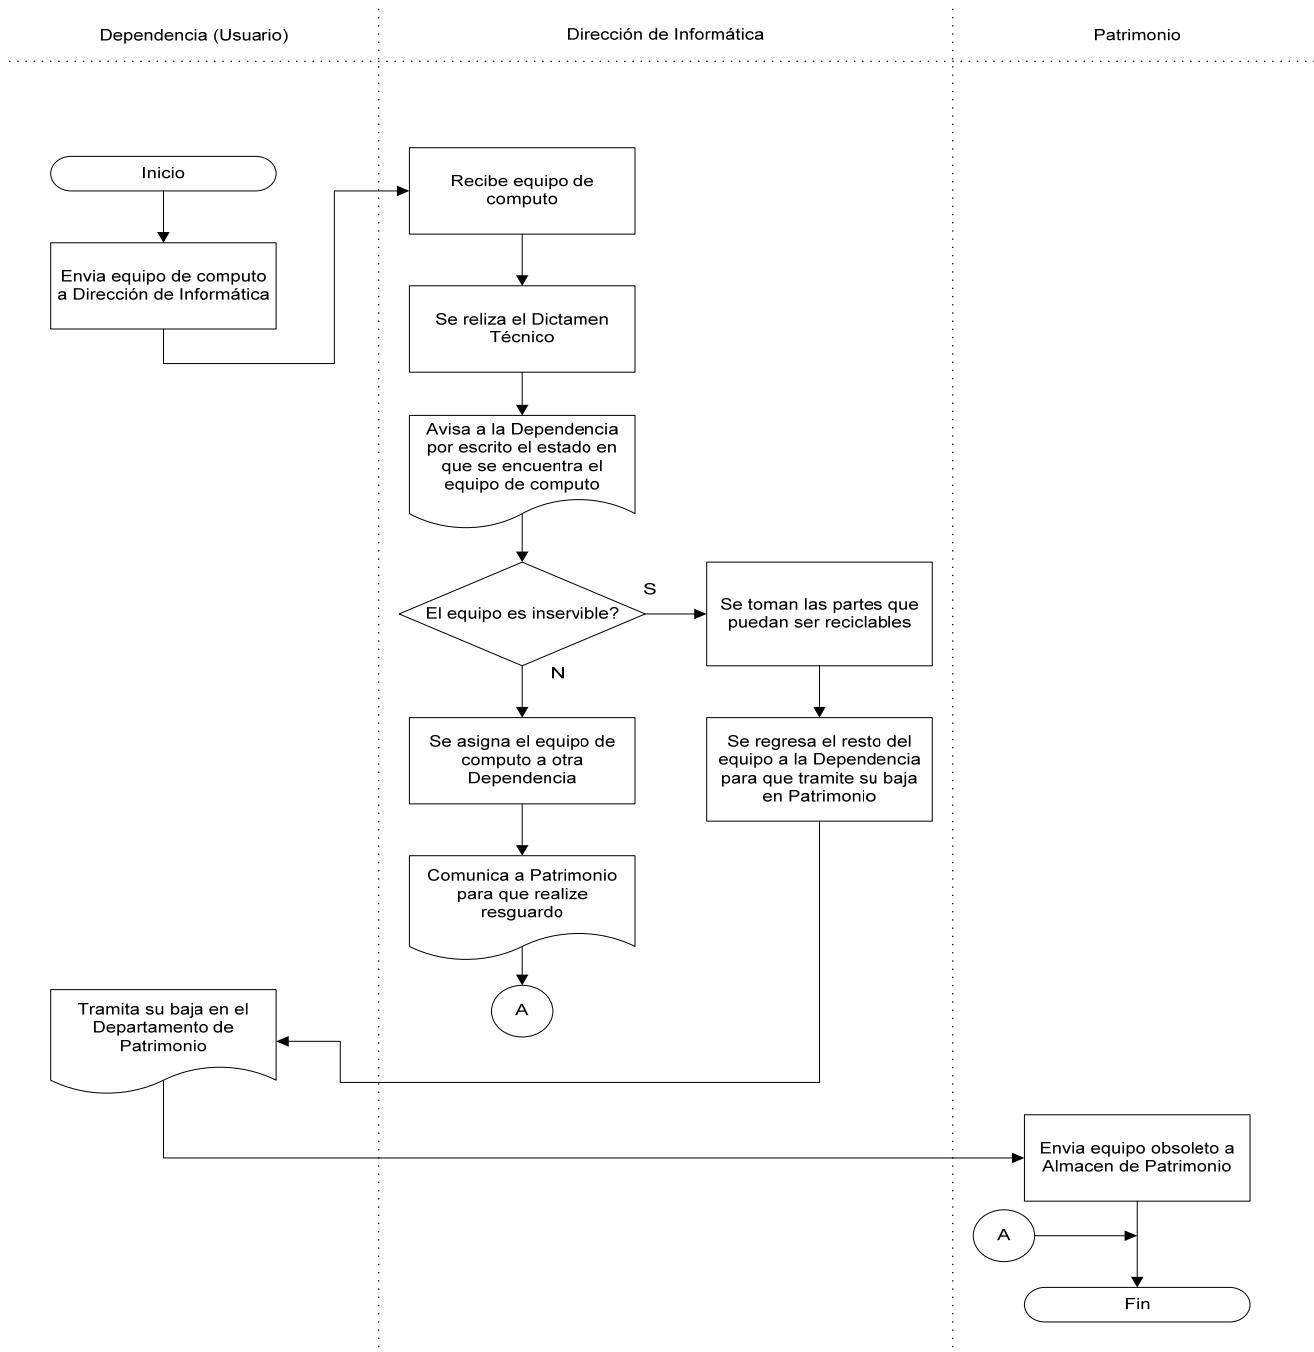 Dependencia (Usuario)
Dirección de Informática
Patrimonio
Inicio
Envia equipo de computo
a Dirección de Informática
Recibe equipo de
computo
Se reliza el Dictamen
Técnico
Avisa a la Dependencia
por escrito el estado en
que se encuentra el
equipo de computo
El equipo es inservible?
S
N
Se toman las partes que
puedan ser reciclables
Se asigna el equipo de
computo a otra
Dependencia
Se regresa el resto del
equipo a la Dependencia
para que tramite su baja
en Patrimonio
Comunica a Patrimonio
para que realize
resguardo
A
Tramita su baja en el
Departamento de
Patrimonio
Envia equipo obsoleto a
Almacen de Patrimonio
A
Fin